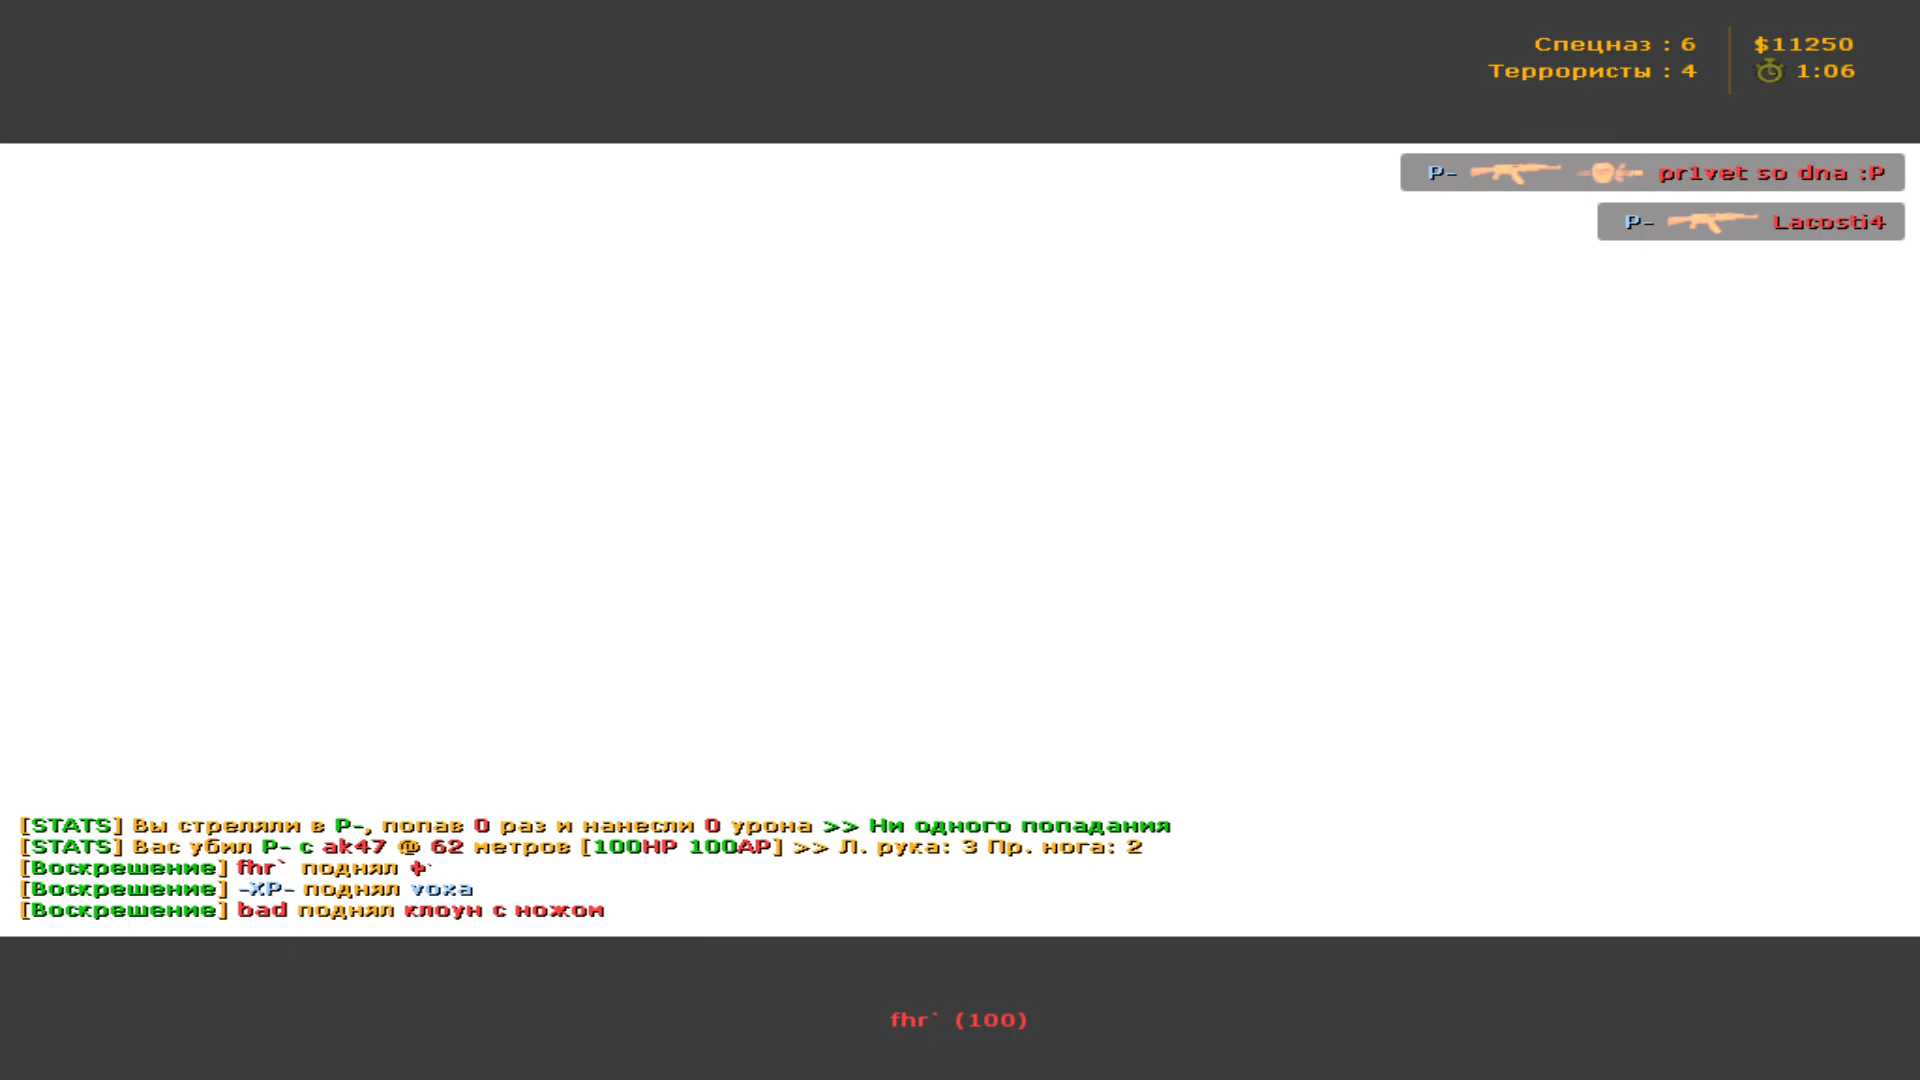 Спецназ : 6
$11250
Террористы : 4
1:06
P- pr1vet so dna :P
P- Lacosti4
[STATS] Вы стреляли в P-, попав 0 раз и нанесли 0 урона >> Ни одного попадания
[STATS] Вас убил P- с ak47 @ 62 метров [100HP 100AP] >> Л. рука: 3 Пр. нога: 2
[Воскрешение] fhr` поднял
[Воскрешение] -XP- поднял voxa
[Воскрешение] bad поднял клоун с ножом
fhr` (100)